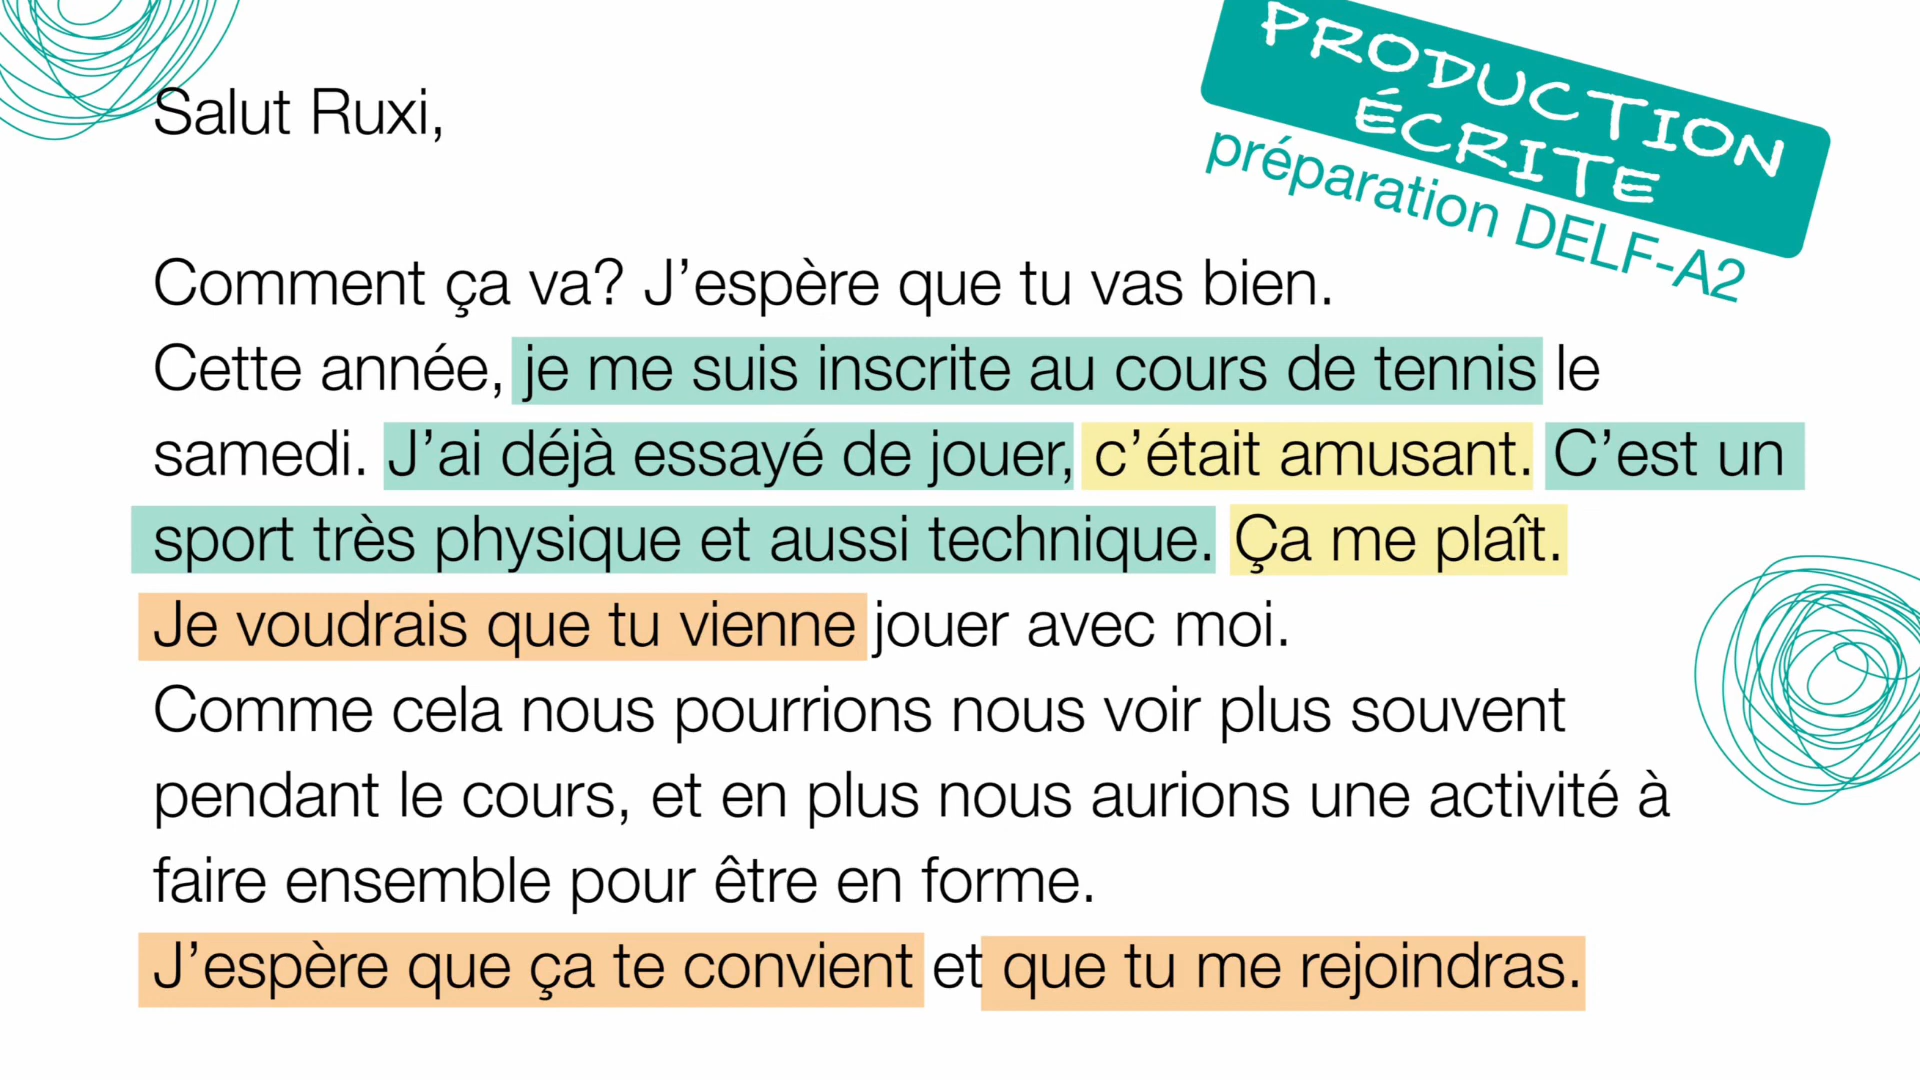 PRODUCTION
ÉCRITE
préparation DELF-A2
Salut Ruxi,
Comment ça va? J’espère que tu vas bien.
Cette année, je me suis inscrite au cours de tennis le
samedi. J’ai déjà essayé de jouer, c’était amusant. C’est un
sport très physique et aussi technique. Ça me plaît.
Je voudrais que tu vienne jouer avec moi.
Comme cela nous pourrions nous voir plus souvent
pendant le cours, et en plus nous aurions une activité à
faire ensemble pour être en forme.
J’espère que ça te convient et que tu me rejoindras.